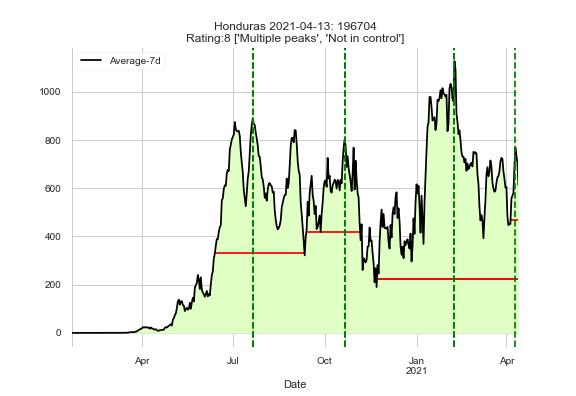 Honduras 2021-04-13: 196704
Rating:8 ['Multiple peaks', 'Not in control']
Average-7d
1000
800
600
400
200
0
Apr Jul Oct Jan Apr
2021
Date